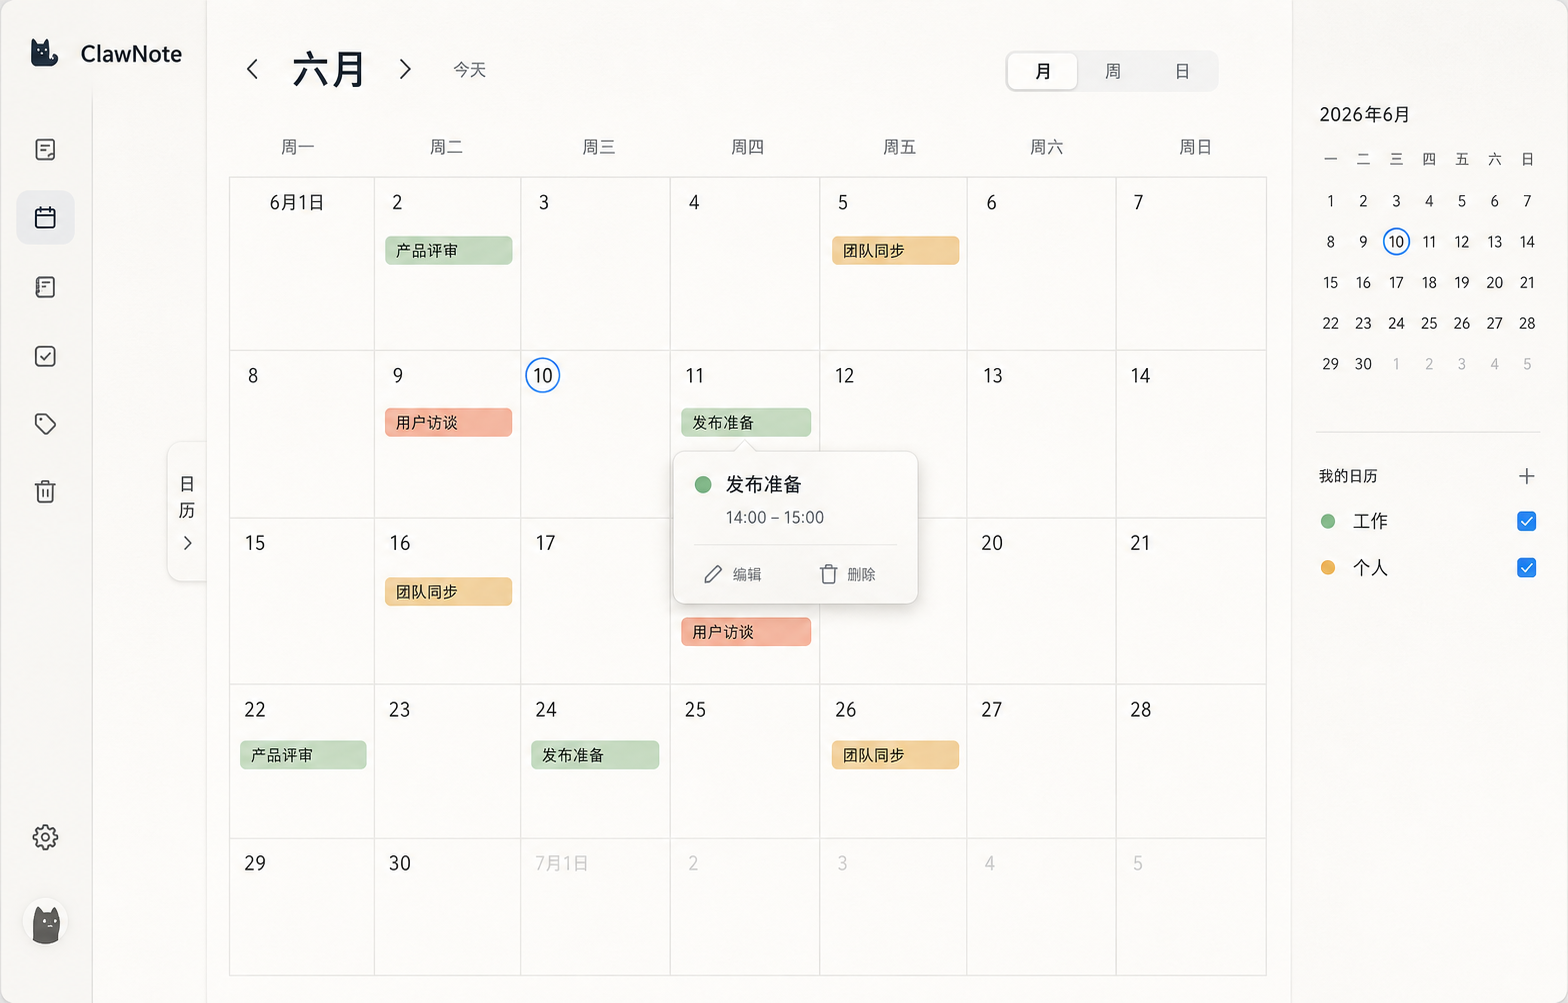 ClawNote
六月
今天
月 周 日
周一 周二 周三 周四 周五 周六 周日
6月1日 2 3 4 5 6 7
产品评审 团队同步
8 9 10 11 12 13 14
用户访谈 发布准备
发布准备
14:00 – 15:00
编辑 删除
15 16 17 20 21
团队同步
用户访谈
22 23 24 25 26 27 28
产品评审 发布准备 团队同步
29 30 7月1日 2 3 4 5
日
历
2026年6月
一 二 三 四 五 六 日
1 2 3 4 5 6 7
8 9 10 11 12 13 14
15 16 17 18 19 20 21
22 23 24 25 26 27 28
29 30 1 2 3 4 5
我的日历
工作
个人